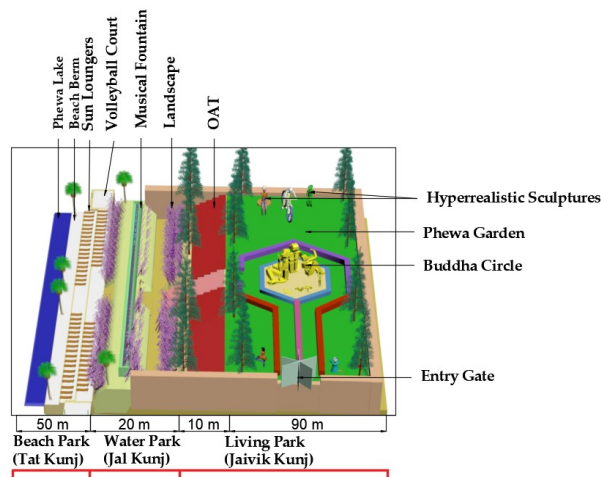 Phewa Lake
Beach Berm
Sun Loungers
Volleyball Court
Musical Fountain
Landscape
OAT
Hyperrealistic Sculptures
Phewa Garden
Buddha Circle
Entry Gate
50 m 20 m 10 m 90 m
Beach Park Water Park Living Park
(Tat Kunj) (Jal Kunj) (Jaivik Kunj)